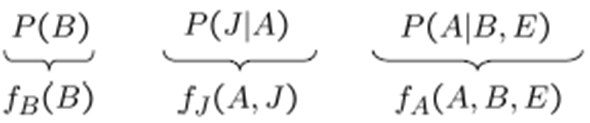 P(B) P(J|A) P(A|B, E)
f_B(B) f_J(A, J) f_A(A, B, E)